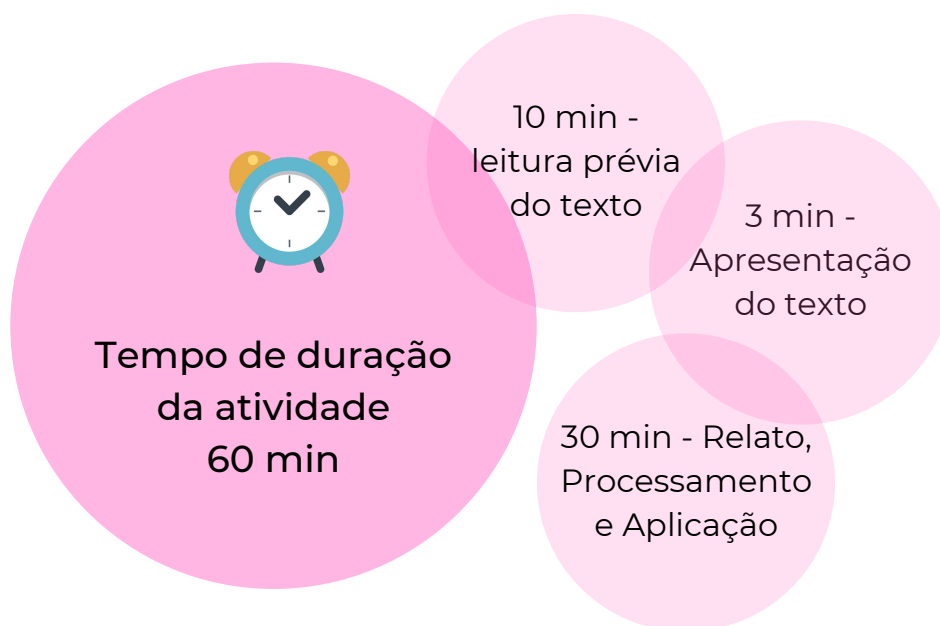 Tempo de duração
da atividade
60 min
10 min -
leitura prévia
do texto
3 min -
Apresentação
do texto
30 min - Relato,
Processamento
e Aplicação